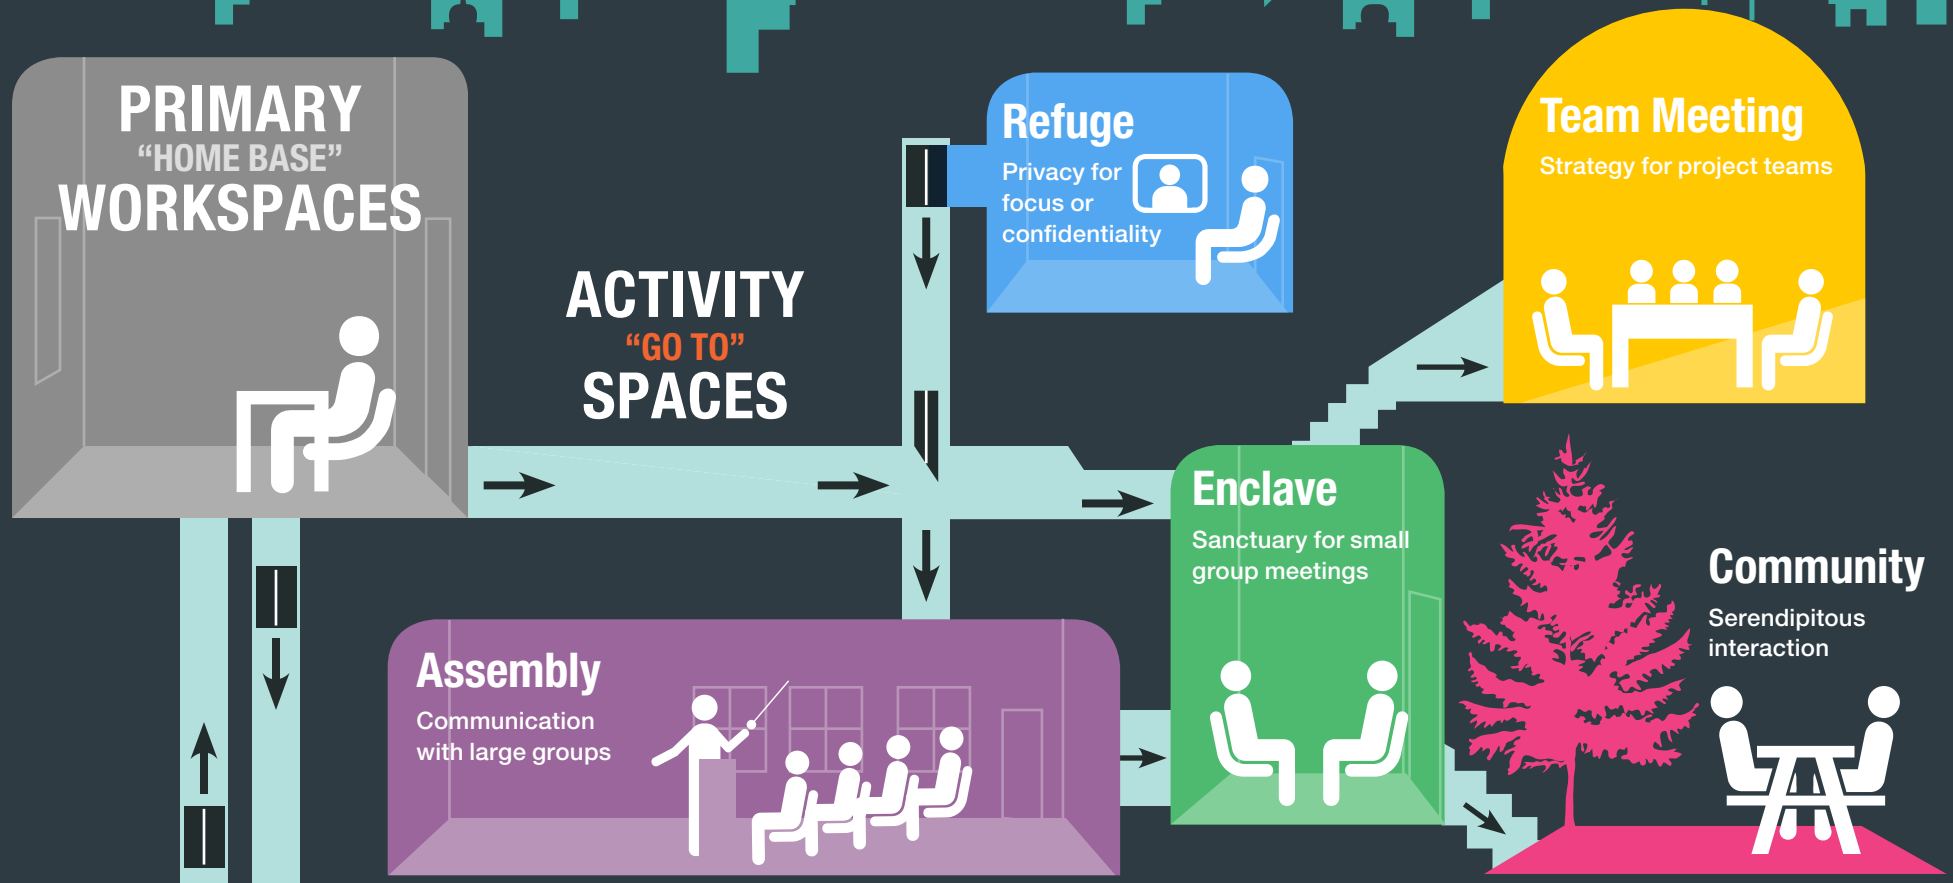 PRIMARY
“HOME BASE”
WORKSPACES
ACTIVITY
“GO TO”
SPACES
Refuge
Privacy for
focus or
confidentiality
Team Meeting
Strategy for project teams
Enclave
Sanctuary for small
group meetings
Community
Serendipitous
interaction
Assembly
Communication
with large groups